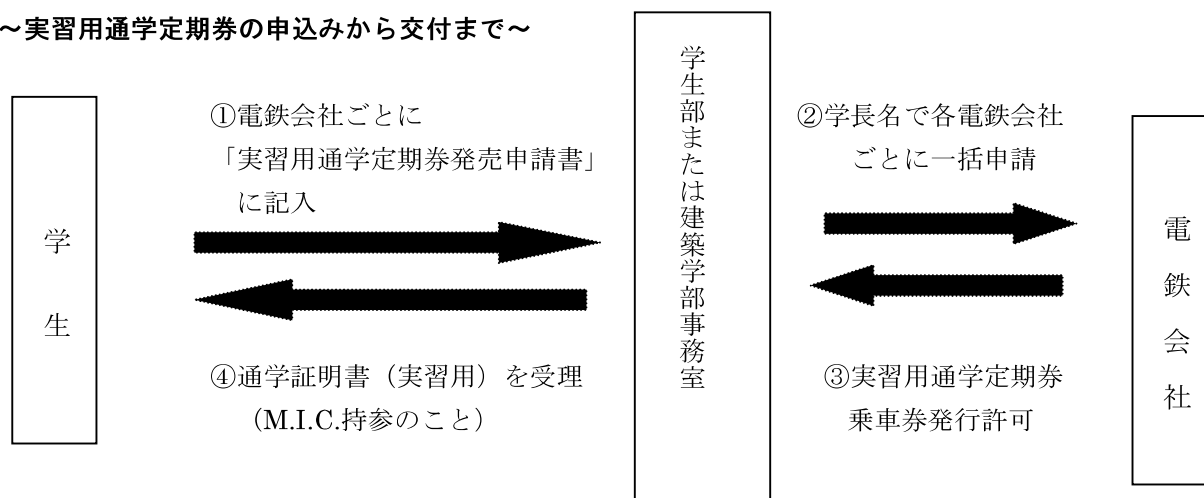 ～実習用通学定期券の申込みから交付まで～
学生
①電鉄会社ごとに
「実習用通学定期券発売申請書」
に記入
④通学証明書（実習用）を受理
（M.I.C.持参のこと）
学生部または建築学部事務室
②学長名で各電鉄会社
ごとに一括申請
③実習用通学定期券
乗車券発行許可
電鉄会社